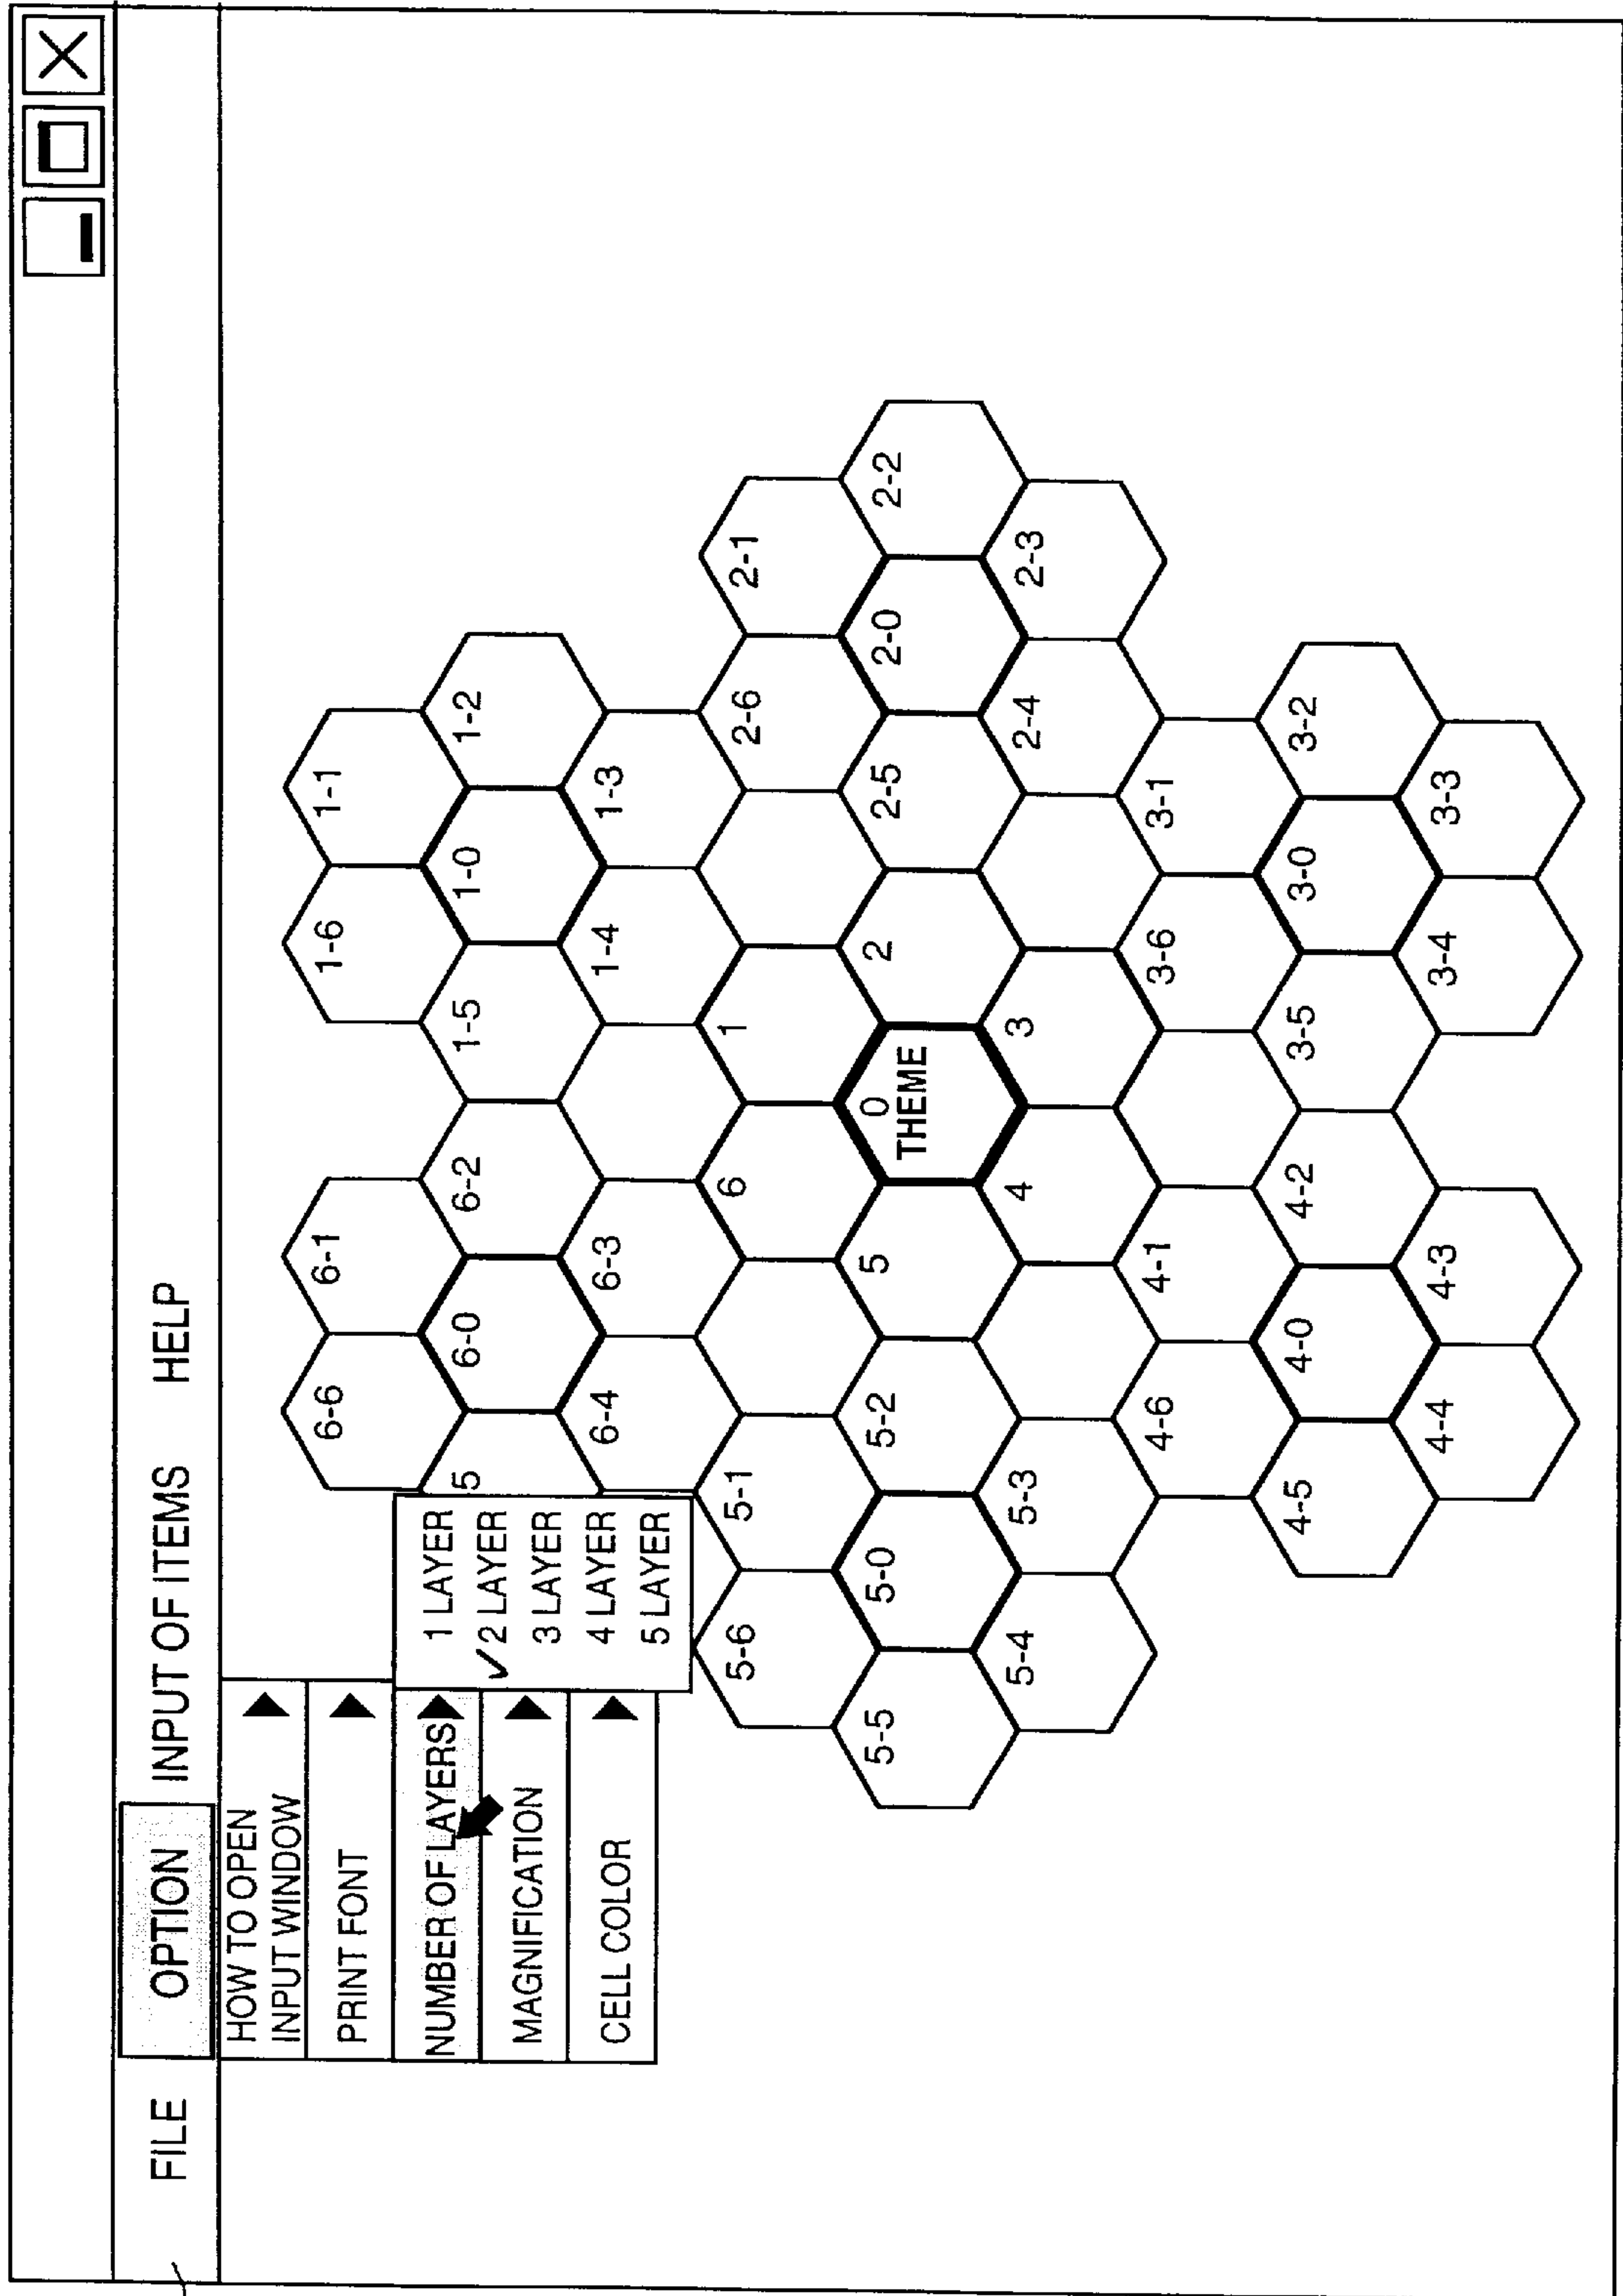 FILE OPTION INPUT OF ITEMS HELP
HOW TO OPEN
INPUT WINDOW
PRINT FONT
NUMBER OF LAYERS
MAGNIFICATION
CELL COLOR
1 LAYER
✓2 LAYER
3 LAYER
4 LAYER
5 LAYER
6-6 6-1 1-6 1-1
5 6-0 6-2 1-5 1-0 1-2
6-4 6-3 1-4 1-3
5-6 5-1 6 1 2-6 2-1
5-5 5-0 5-2 5 0 2 2-5 2-0 2-2
THEME
5-4 5-3 4 3 2-4 2-3
4-6 4-1 3-6 3-1
4-5 4-0 4-2 3-5 3-0 3-2
4-4 4-3 3-4 3-3